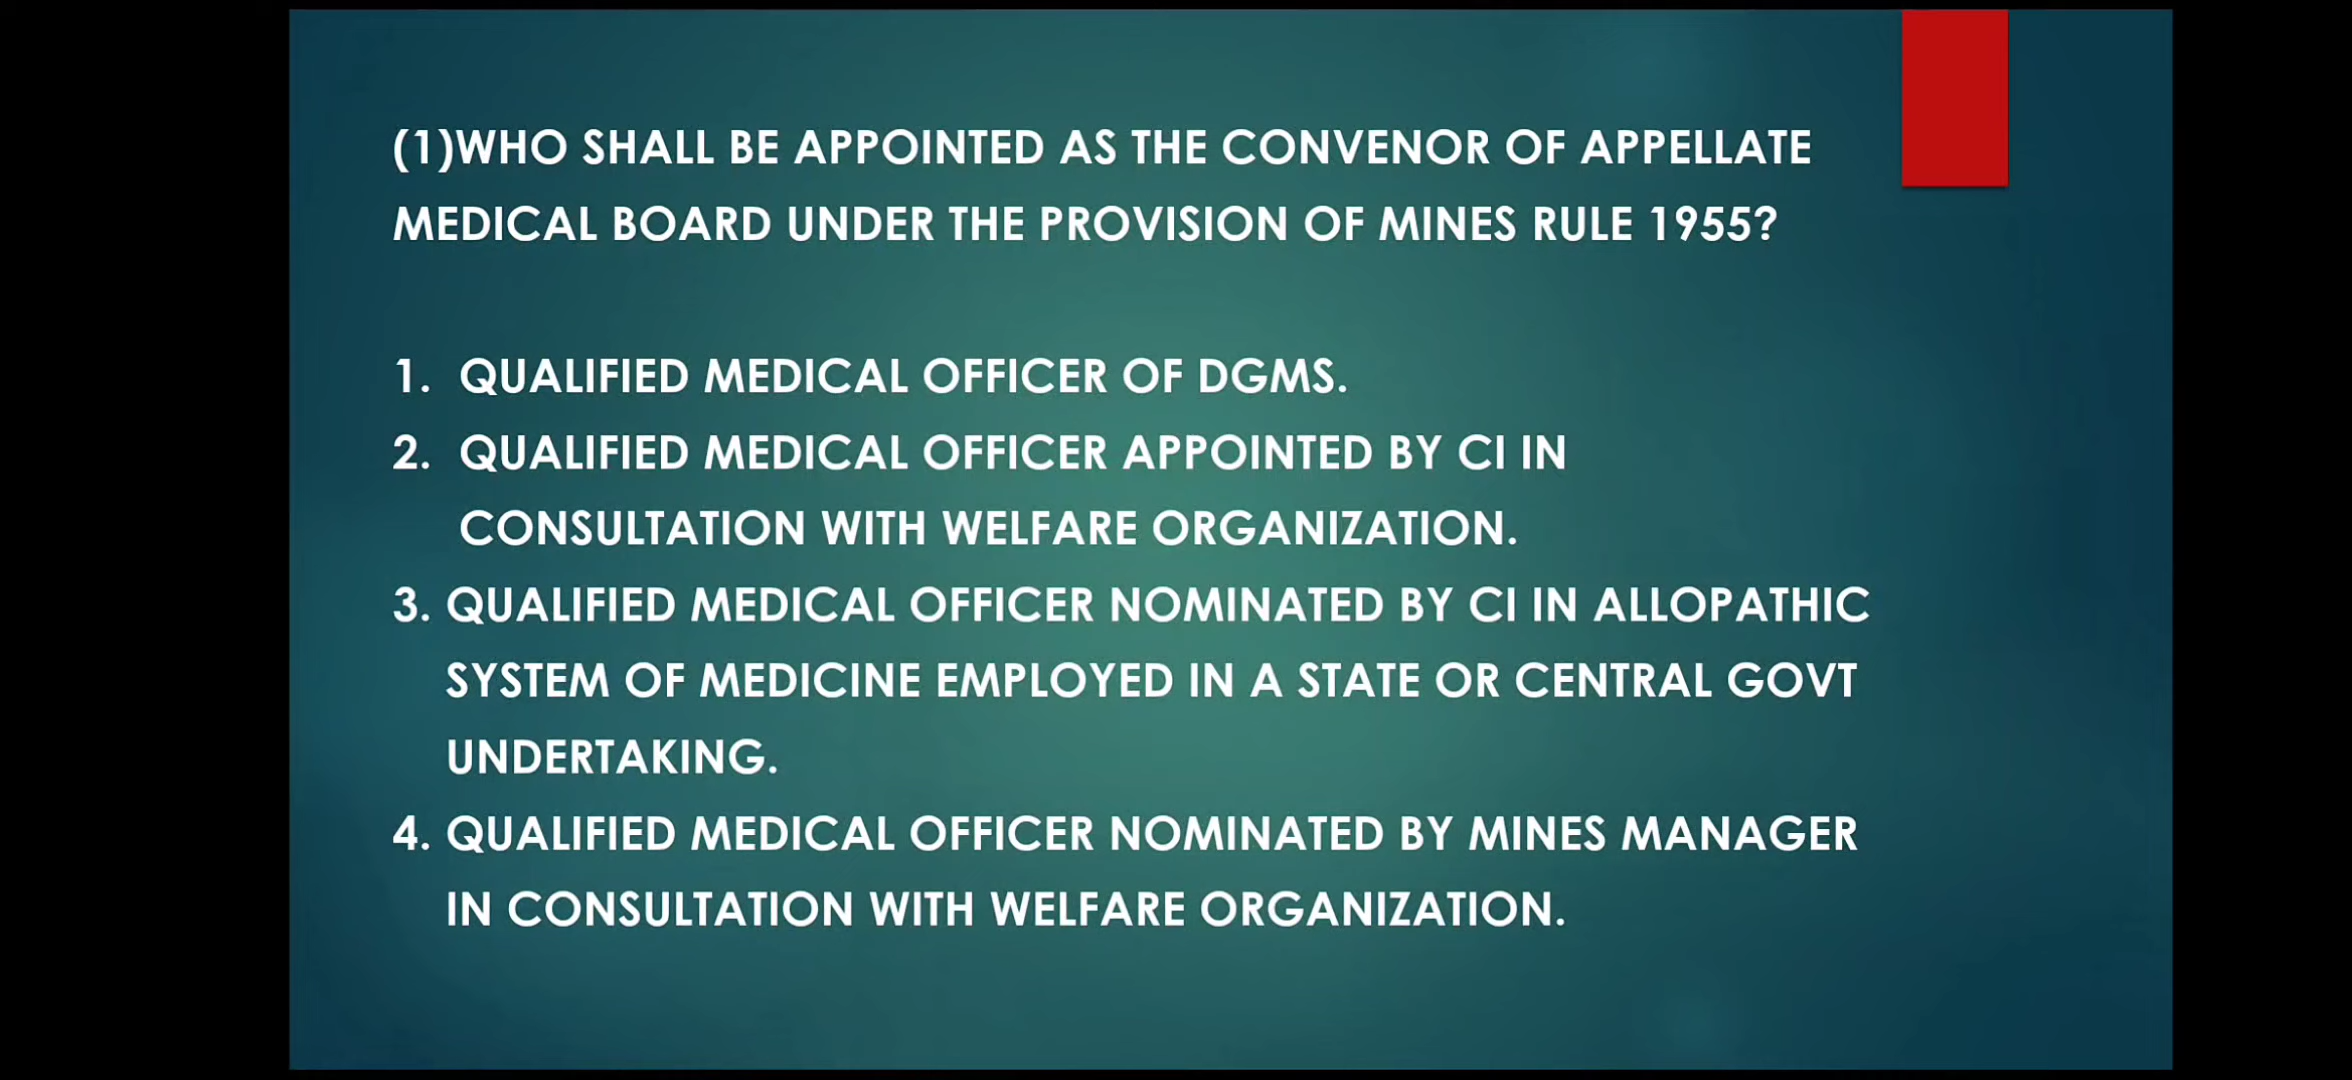 (1)WHO SHALL BE APPOINTED AS THE CONVENOR OF APPELLATE
MEDICAL BOARD UNDER THE PROVISION OF MINES RULE 1955?
1. QUALIFIED MEDICAL OFFICER OF DGMS.
2. QUALIFIED MEDICAL OFFICER APPOINTED BY CI IN
CONSULTATION WITH WELFARE ORGANIZATION.
3. QUALIFIED MEDICAL OFFICER NOMINATED BY CI IN ALLOPATHIC
SYSTEM OF MEDICINE EMPLOYED IN A STATE OR CENTRAL GOVT
UNDERTAKING.
4. QUALIFIED MEDICAL OFFICER NOMINATED BY MINES MANAGER
IN CONSULTATION WITH WELFARE ORGANIZATION.